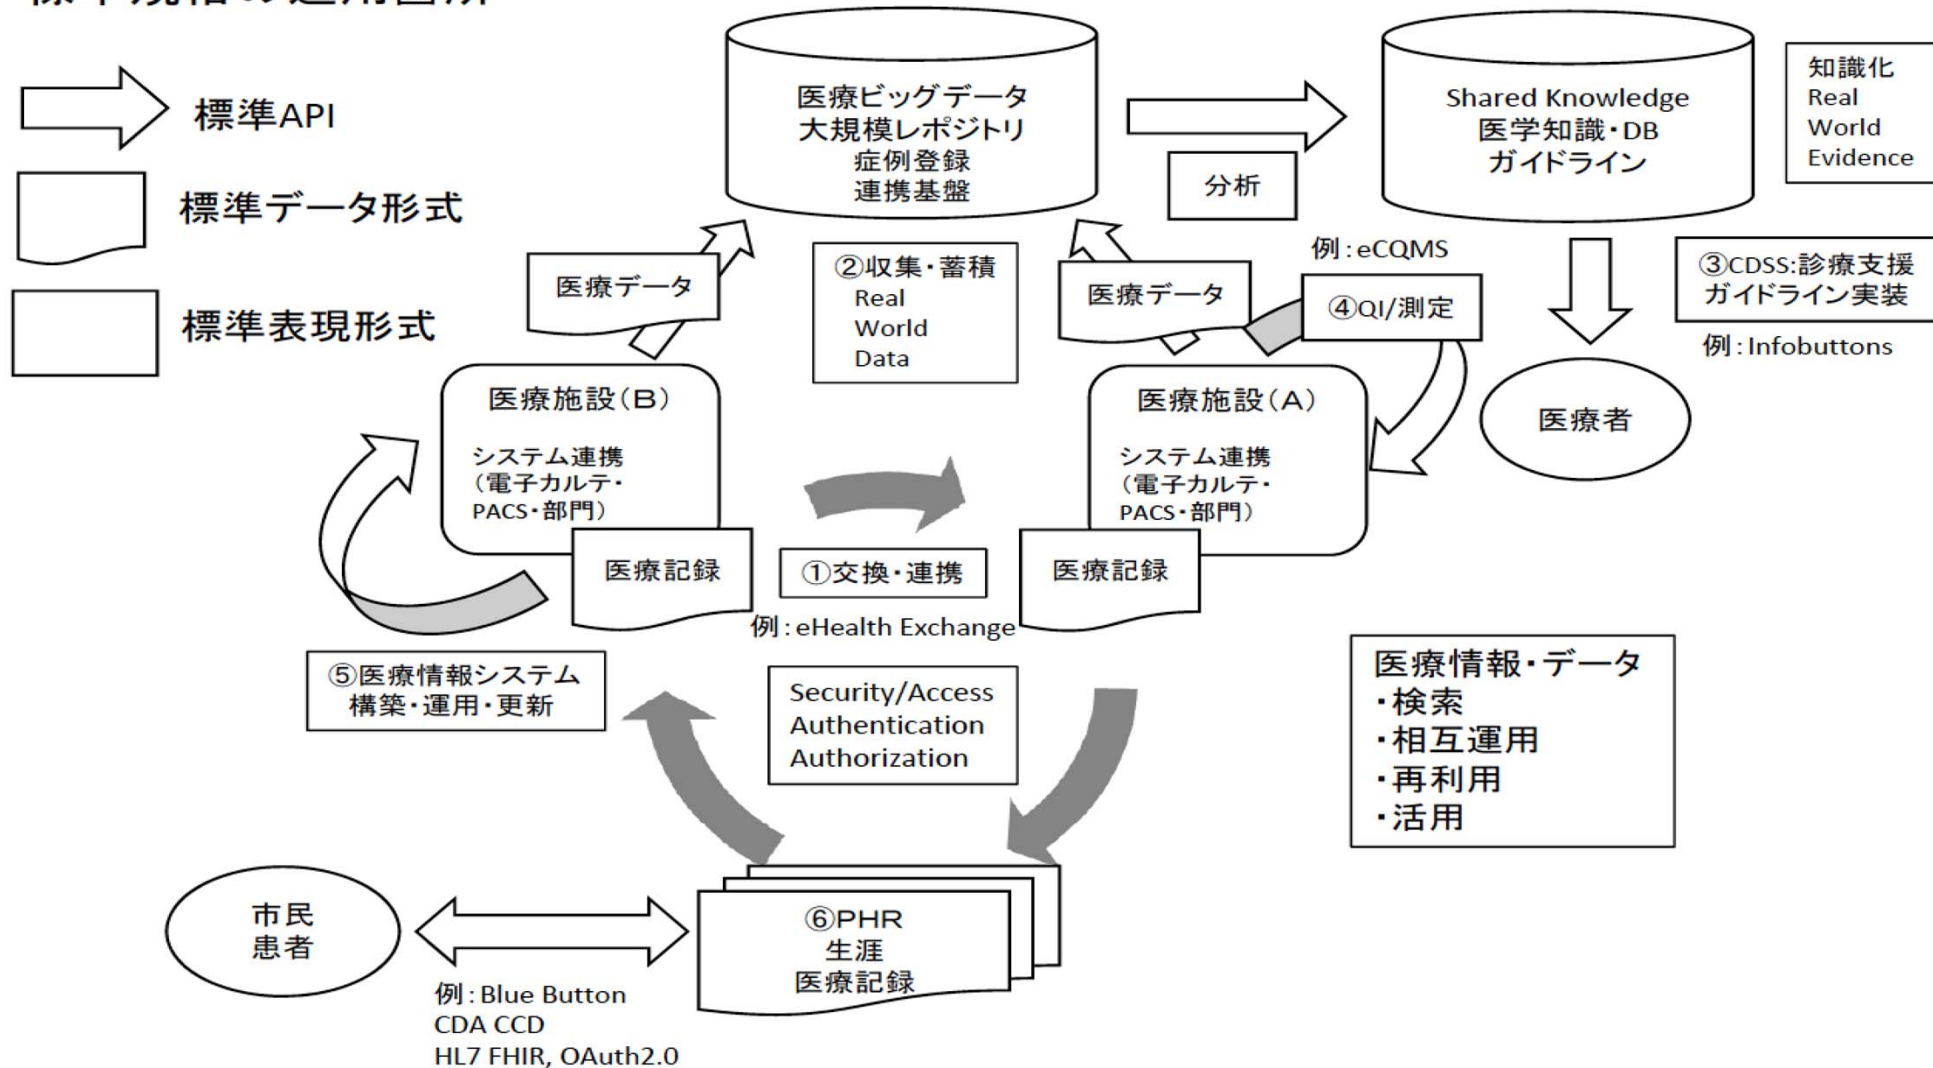 標準API
標準データ形式
標準表現形式
医療ビッグデータ
大規模レポジトリ
症例登録
連携基盤
分析
Shared Knowledge
医学知識・DB
ガイドライン
知識化
Real
World
Evidence
医療データ
②収集・蓄積
Real
World
Data
医療データ
例：eCQMS
④QI/測定
③CDSS:診療支援
ガイドライン実装
例：Infobuttons
医療者
医療施設（B）
システム連携
（電子カルテ・
PACS・部門）
医療記録
医療施設（A）
システム連携
（電子カルテ・
PACS・部門）
医療記録
①交換・連携
例：eHealth Exchange
⑤医療情報システム
構築・運用・更新
Security/Access
Authentication
Authorization
医療情報・データ
・検索
・相互運用
・再利用
・活用
市民
患者
⑥PHR
生涯
医療記録
例：Blue Button
CDA CCD
HL7 FHIR, OAuth2.0